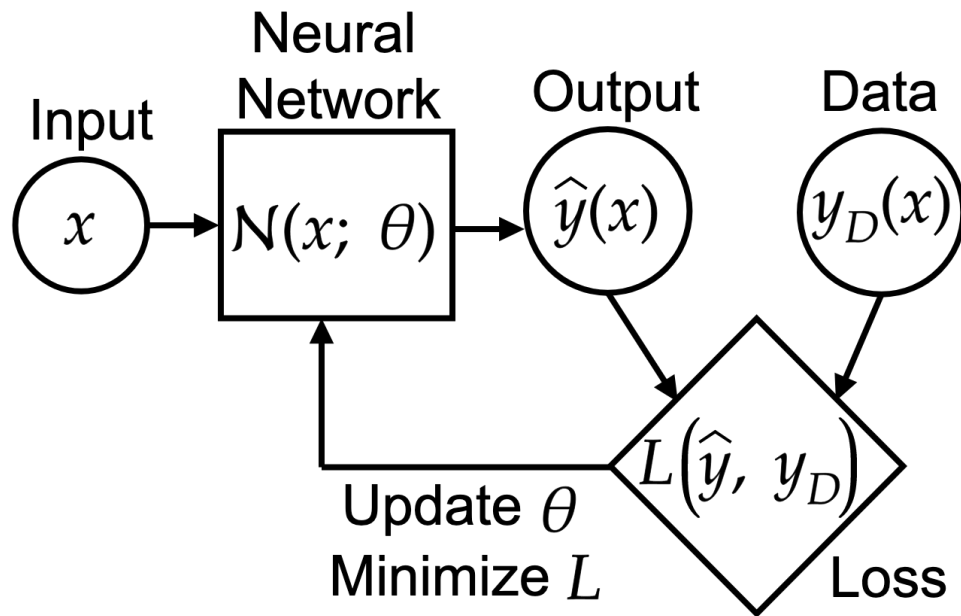 Neural
Network
Input
Output
Data
x
𝒩(x; θ)
ŷ(x)
y_D(x)
L(ŷ, y_D)
Update θ
Minimize L
Loss